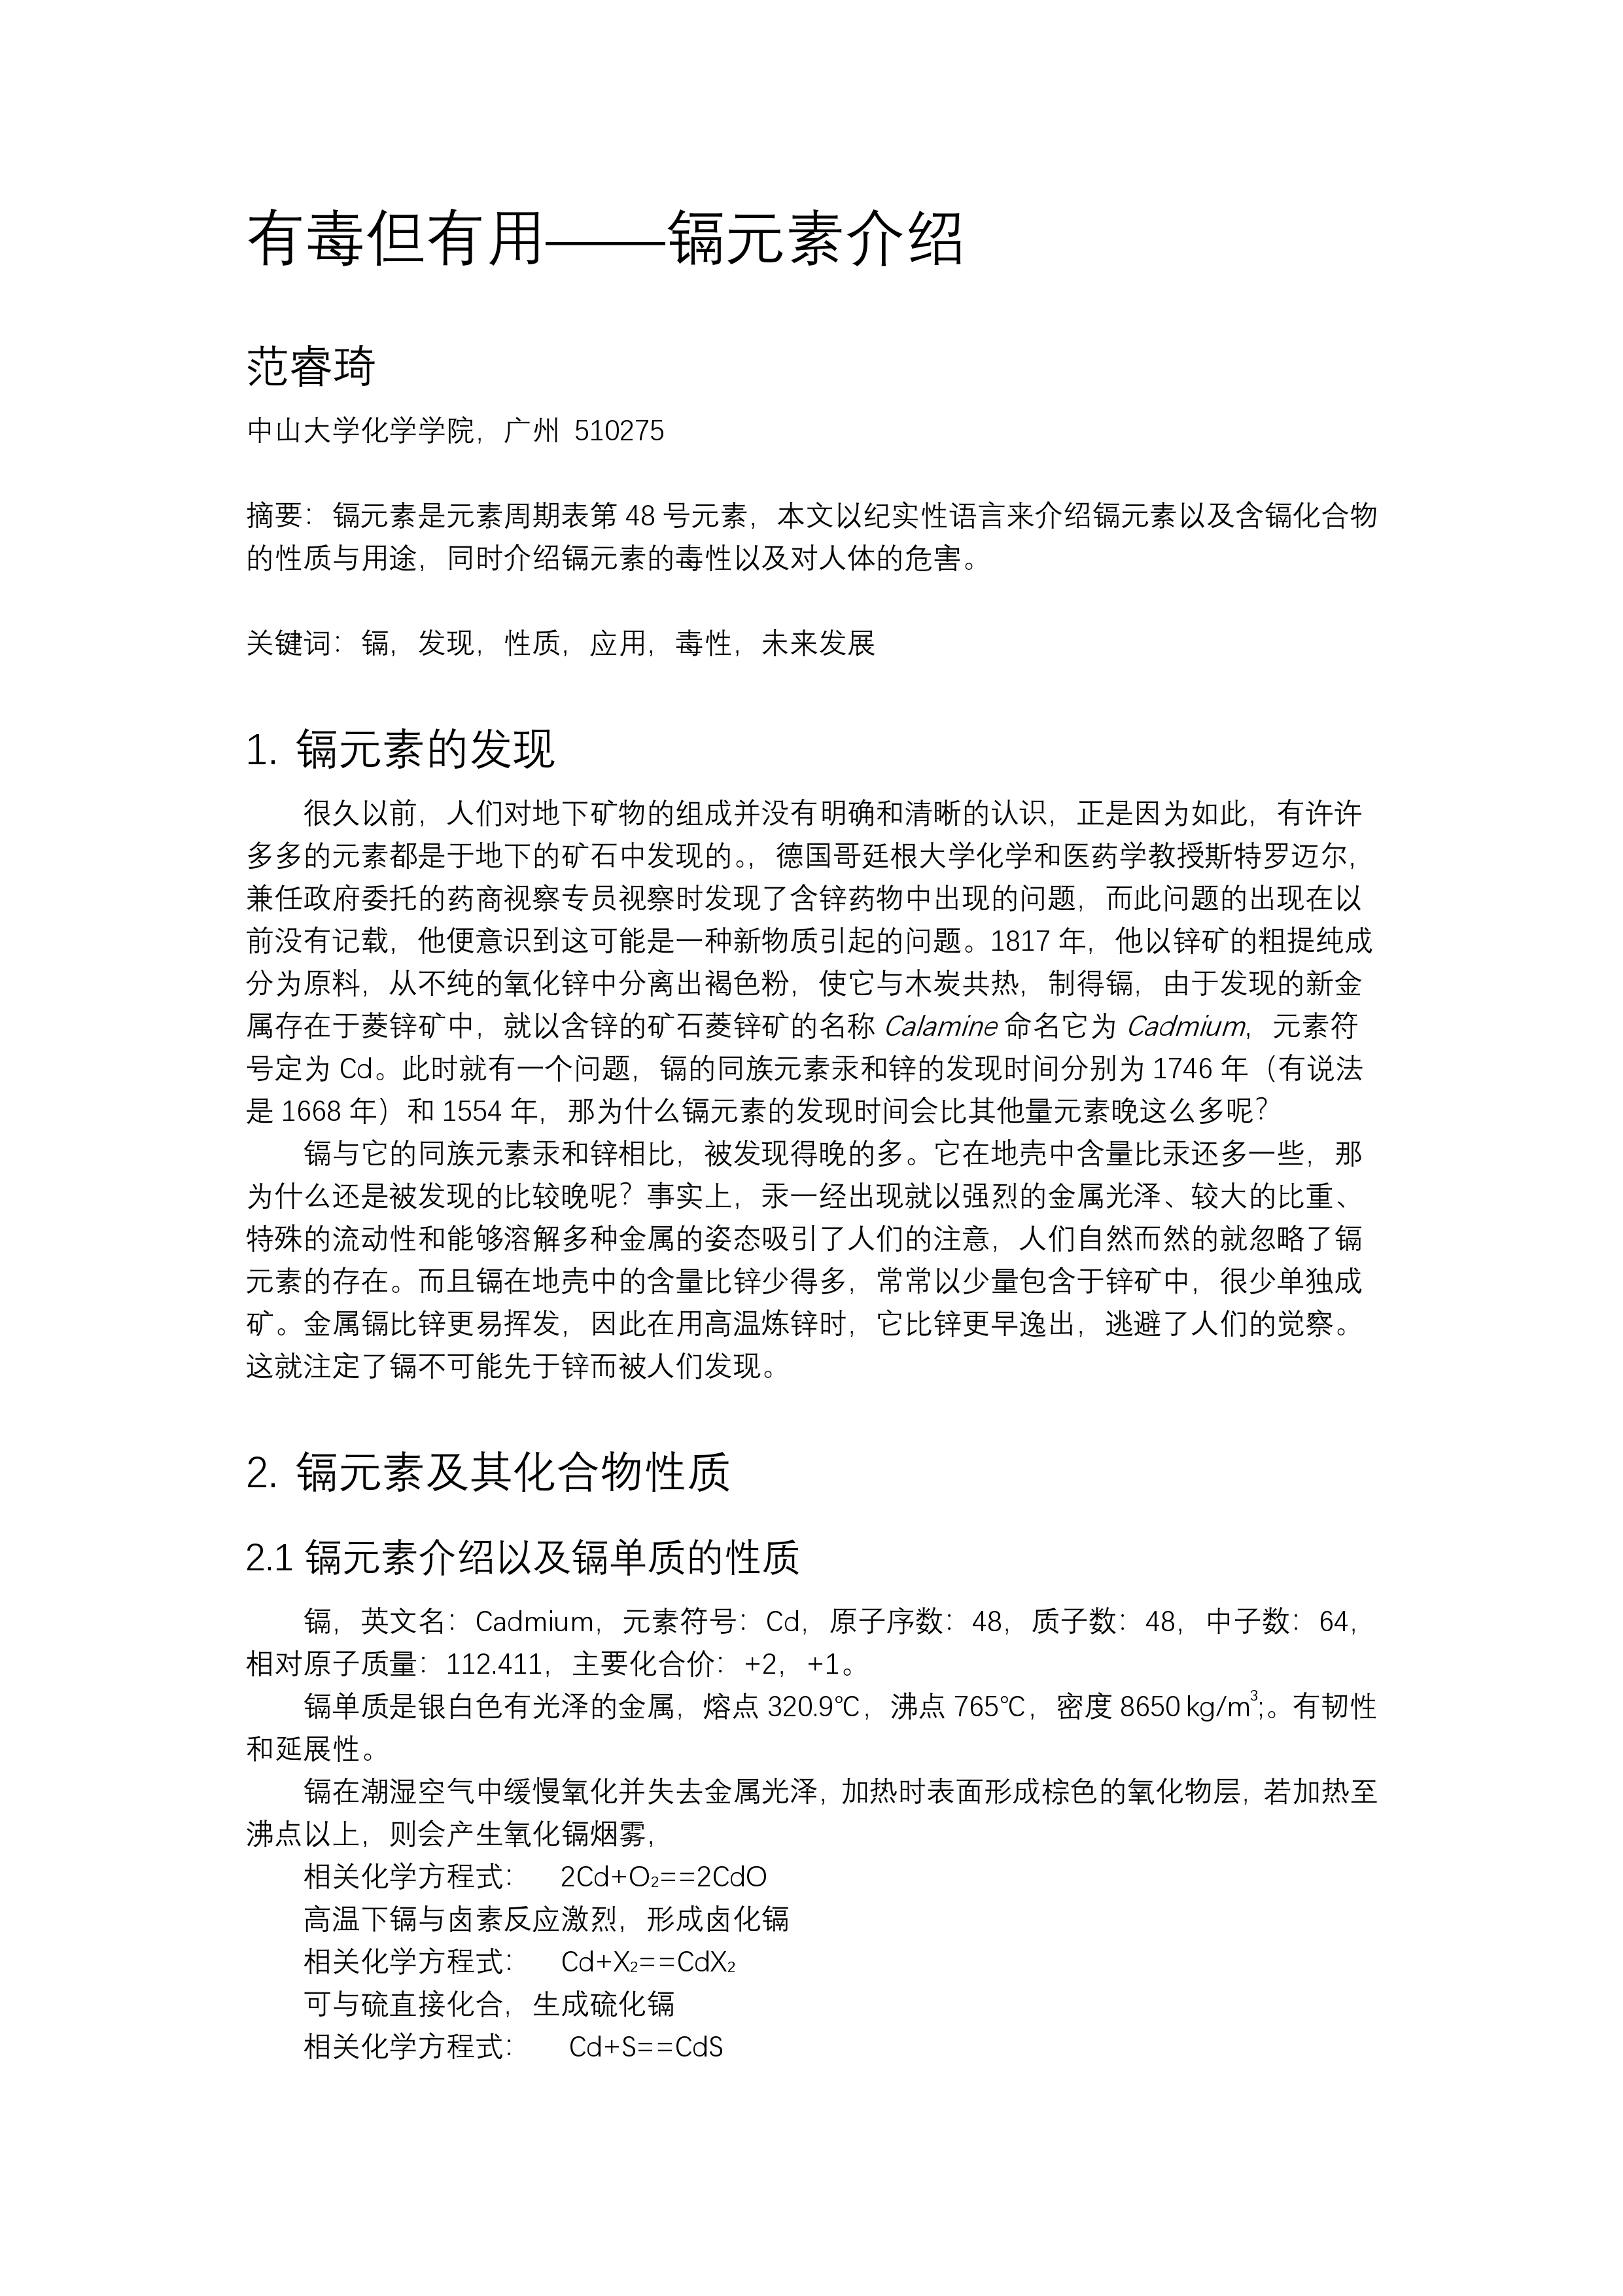 有毒但有用——镉元素介绍
范睿琦
中山大学化学学院，广州 510275
摘要：镉元素是元素周期表第 48 号元素，本文以纪实性语言来介绍镉元素以及含镉化合物
的性质与用途，同时介绍镉元素的毒性以及对人体的危害。
关键词：镉，发现，性质，应用，毒性，未来发展
1. 镉元素的发现
很久以前，人们对地下矿物的组成并没有明确和清晰的认识，正是因为如此，有许许
多多的元素都是于地下的矿石中发现的。，德国哥廷根大学化学和医药学教授斯特罗迈尔，
兼任政府委托的药商视察专员视察时发现了含锌药物中出现的问题，而此问题的出现在以
前没有记载，他便意识到这可能是一种新物质引起的问题。1817 年，他以锌矿的粗提纯成
分为原料，从不纯的氧化锌中分离出褐色粉，使它与木炭共热，制得镉，由于发现的新金
属存在于菱锌矿中，就以含锌的矿石菱锌矿的名称 Calamine 命名它为 Cadmium，元素符
号定为 Cd。此时就有一个问题，镉的同族元素汞和锌的发现时间分别为 1746 年（有说法
是 1668 年）和 1554 年，那为什么镉元素的发现时间会比其他量元素晚这么多呢？
镉与它的同族元素汞和锌相比，被发现得晚的多。它在地壳中含量比汞还多一些，那
为什么还是被发现的比较晚呢？事实上，汞一经出现就以强烈的金属光泽、较大的比重、
特殊的流动性和能够溶解多种金属的姿态吸引了人们的注意，人们自然而然的就忽略了镉
元素的存在。而且镉在地壳中的含量比锌少得多，常常以少量包含于锌矿中，很少单独成
矿。金属镉比锌更易挥发，因此在用高温炼锌时，它比锌更早逸出，逃避了人们的觉察。
这就注定了镉不可能先于锌而被人们发现。
2. 镉元素及其化合物性质
2.1 镉元素介绍以及镉单质的性质
镉，英文名：Cadmium，元素符号：Cd，原子序数：48，质子数：48，中子数：64，
相对原子质量：112.411，主要化合价：+2，+1。
镉单质是银白色有光泽的金属，熔点 320.9℃，沸点 765℃，密度 8650 kg/m³;。有韧性
和延展性。
镉在潮湿空气中缓慢氧化并失去金属光泽，加热时表面形成棕色的氧化物层，若加热至
沸点以上，则会产生氧化镉烟雾，
相关化学方程式： 2Cd+O₂==2CdO
高温下镉与卤素反应激烈，形成卤化镉
相关化学方程式： Cd+X₂==CdX₂
可与硫直接化合，生成硫化镉
相关化学方程式： Cd+S==CdS